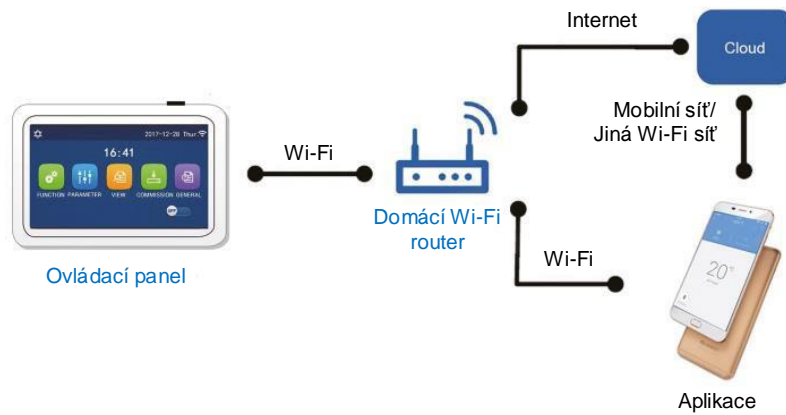 Internet
Cloud
Mobilní síť/
Jiná Wi-Fi síť
2017-12-28 Thur
16:41
FUNCTION PARAMETER VIEW COMMISSION GENERAL
OFF
Wi-Fi
Domácí Wi-Fi
router
Ovládací panel
Wi-Fi
20°
Aplikace